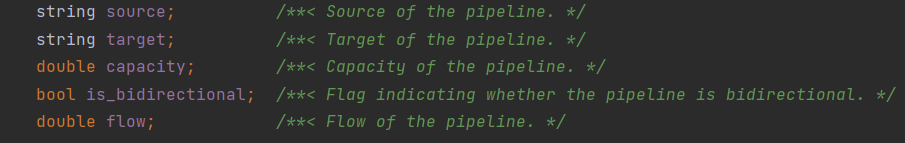 string source;          /**< Source of the pipeline. */
string target;          /**< Target of the pipeline. */
double capacity;        /**< Capacity of the pipeline. */
bool is_bidirectional;  /**< Flag indicating whether the pipeline is bidirectional. */
double flow;            /**< Flow of the pipeline. */